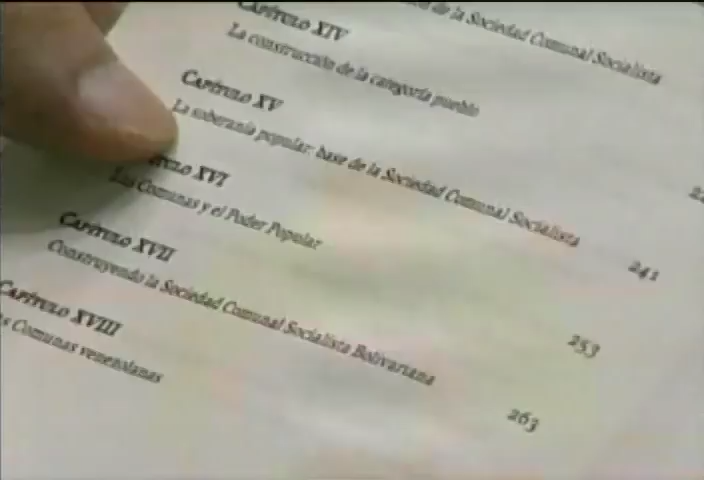 de la Sociedad Comunal Socialista
CAPÍTULO XIV
La construcción de la categoría pueblo
CAPÍTULO XV
La soberanía popular: base de la Sociedad Comunal Socialista
241
XVI
Las Comunas y el Poder Popular
253
CAPÍTULO XVII
Construyendo la Sociedad Comunal Socialista Bolivariana
263
CAPÍTULO XVIII
Comunas venezolanas